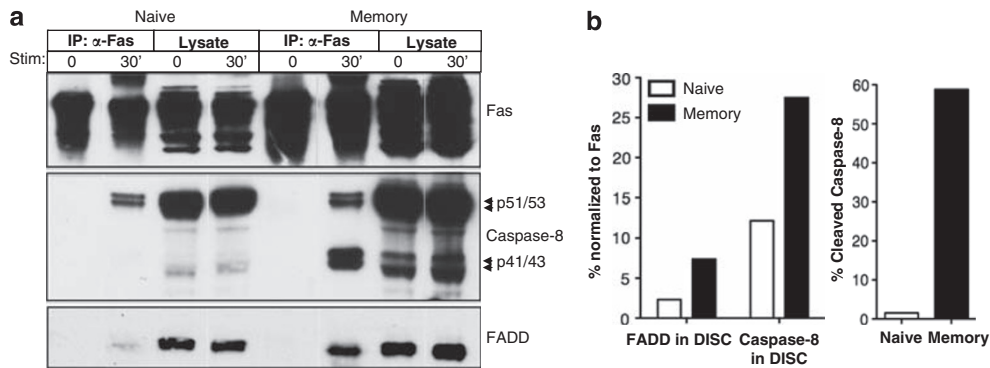 a
Naive Memory
IP: α-Fas Lysate IP: α-Fas Lysate
Stim: 0 30' 0 30' 0 30' 0 30'
Fas
p51/53
Caspase-8
p41/43
FADD
b
% normalized to Fas
30
25
20
15
10
5
0
Naive
Memory
FADD in DISC Caspase-8
in DISC
% Cleaved Caspase-8
60
50
40
30
20
10
0
Naive Memory